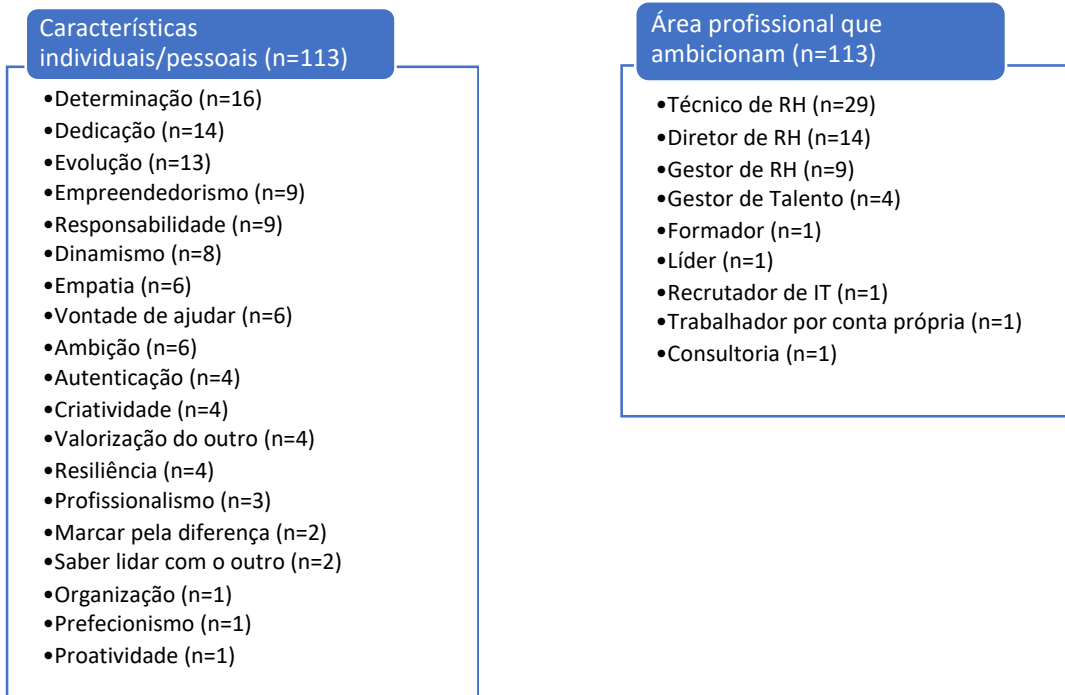 Características
individuais/pessoais (n=113)
•Determinação (n=16)
•Dedicação (n=14)
•Evolução (n=13)
•Empreendedorismo (n=9)
•Responsabilidade (n=9)
•Dinamismo (n=8)
•Empatia (n=6)
•Vontade de ajudar (n=6)
•Ambição (n=6)
•Autenticação (n=4)
•Criatividade (n=4)
•Valorização do outro (n=4)
•Resiliência (n=4)
•Profissionalismo (n=3)
•Marcar pela diferença (n=2)
•Saber lidar com o outro (n=2)
•Organização (n=1)
•Prefecionismo (n=1)
•Proatividade (n=1)
Área profissional que
ambicionam (n=113)
•Técnico de RH (n=29)
•Diretor de RH (n=14)
•Gestor de RH (n=9)
•Gestor de Talento (n=4)
•Formador (n=1)
•Líder (n=1)
•Recrutador de IT (n=1)
•Trabalhador por conta própria (n=1)
•Consultoria (n=1)